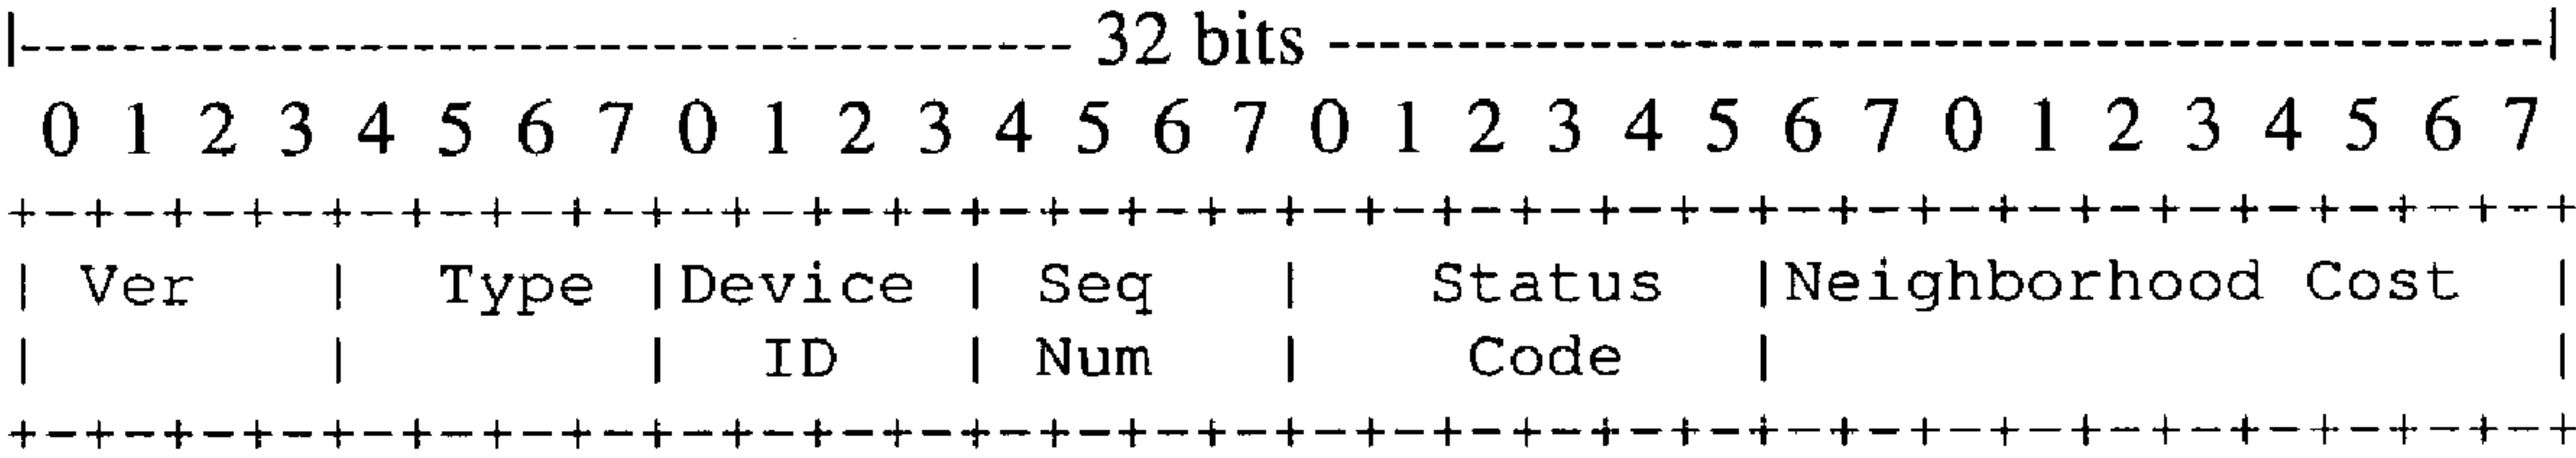 |---------------------------------------- 32 bits ----------------------------------------------|
0 1 2 3 4 5 6 7 0 1 2 3 4 5 6 7 0 1 2 3 4 5 6 7 0 1 2 3 4 5 6 7
+-+-+-+-+-+-+-+-+-+-+-+-+-+-+-+-+-+-+-+-+-+-+-+-+-+-+-+-+-+-+-+-+
| Ver | Type |Device | Seq | Status |Neighborhood Cost |
| | | ID | Num | Code | |
+-+-+-+-+-+-+-+-+-+-+-+-+-+-+-+-+-+-+-+-+-+-+-+-+-+-+-+-+-+-+-+-+